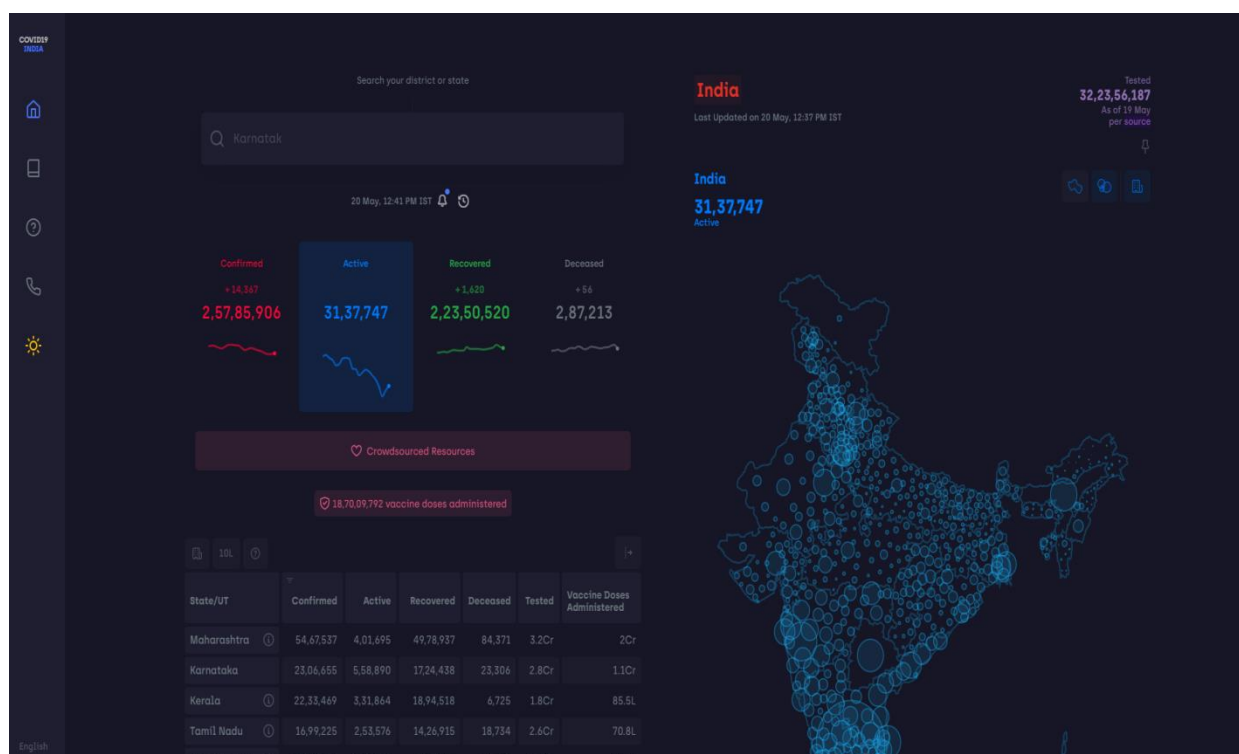 COVID19
INDIA
Search your district or state
Karnatak
20 May, 12:41 PM IST
Confirmed
+14,367
2,57,85,906
Active
31,37,747
Recovered
+1,620
2,23,50,520
Deceased
+56
2,87,213
Crowdsourced Resources
18,70,09,792 vaccine doses administered
10L
State/UT Confirmed Active Recovered Deceased Tested Vaccine Doses Administered
Maharashtra 54,67,537 4,01,695 49,78,937 84,371 3.2Cr 2Cr
Karnataka 23,06,655 5,58,890 17,24,438 23,306 2.8Cr 1.1Cr
Kerala 22,33,469 3,31,864 18,94,518 6,725 1.8Cr 85.5L
Tamil Nadu 16,99,225 2,53,576 14,26,915 18,734 2.6Cr 70.8L
English
India
Last Updated on 20 May, 12:37 PM IST
Tested
32,23,56,187
As of 19 May
per source
India
31,37,747
Active